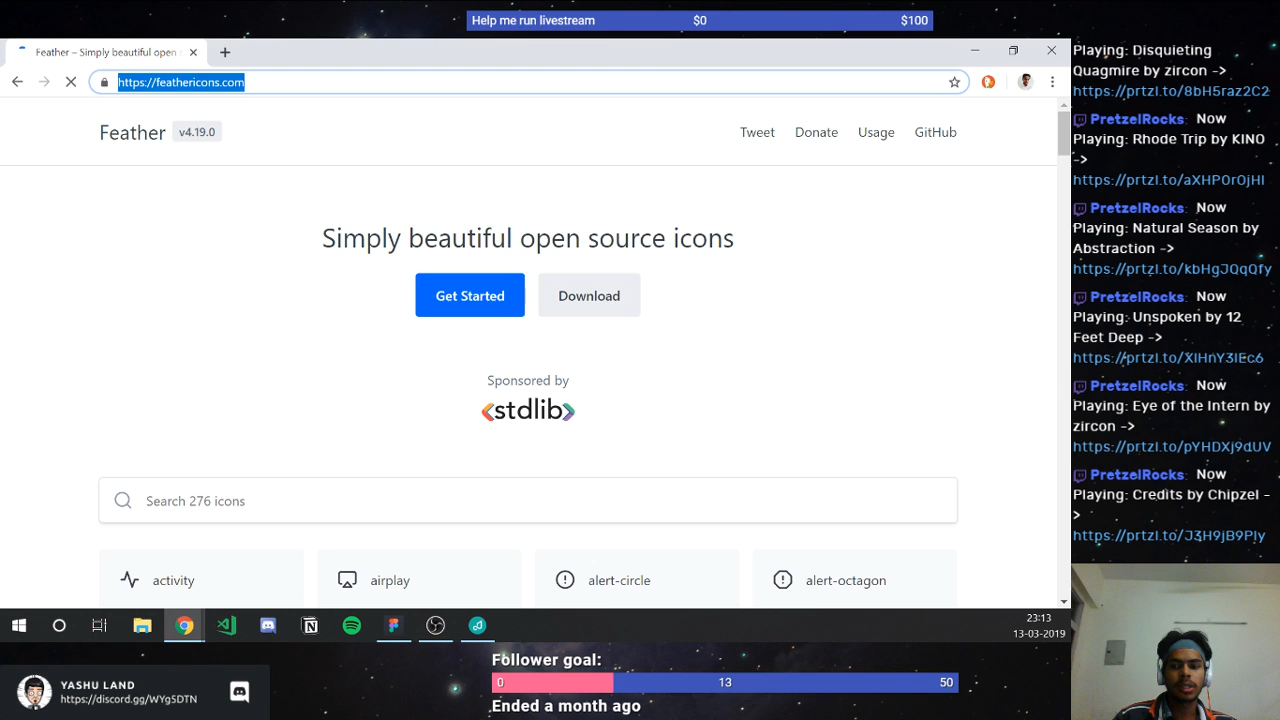 Help me run livestream $0 $100
Feather – Simply beautiful open
https://feathericons.com
Feather v4.19.0 Tweet Donate Usage GitHub
Simply beautiful open source icons
Get Started Download
Sponsored by
<stdlib>
Search 276 icons
activity airplay alert-circle alert-octagon
23:13
13-03-2019
Playing: Disquieting
Quagmire by zircon ->
https://prtzl.to/8bH5raz2C2
PretzelRocks: Now
Playing: Rhode Trip by KINO
->
https://prtzl.to/aXHP0r0jHI
PretzelRocks: Now
Playing: Natural Season by
Abstraction ->
https://prtzl.to/kbHgJQqQfy
PretzelRocks: Now
Playing: Unspoken by 12
Feet Deep ->
https://prtzl.to/XIHnY3IEc6
PretzelRocks: Now
Playing: Eye of the Intern by
zircon ->
https://prtzl.to/pYHDXj9dUV
PretzelRocks: Now
Playing: Credits by Chipzel -
>
https://prtzl.to/J3H9jB9PIy
YASHU LAND
https://discord.gg/WYg5DTN
Follower goal:
0 13 50
Ended a month ago